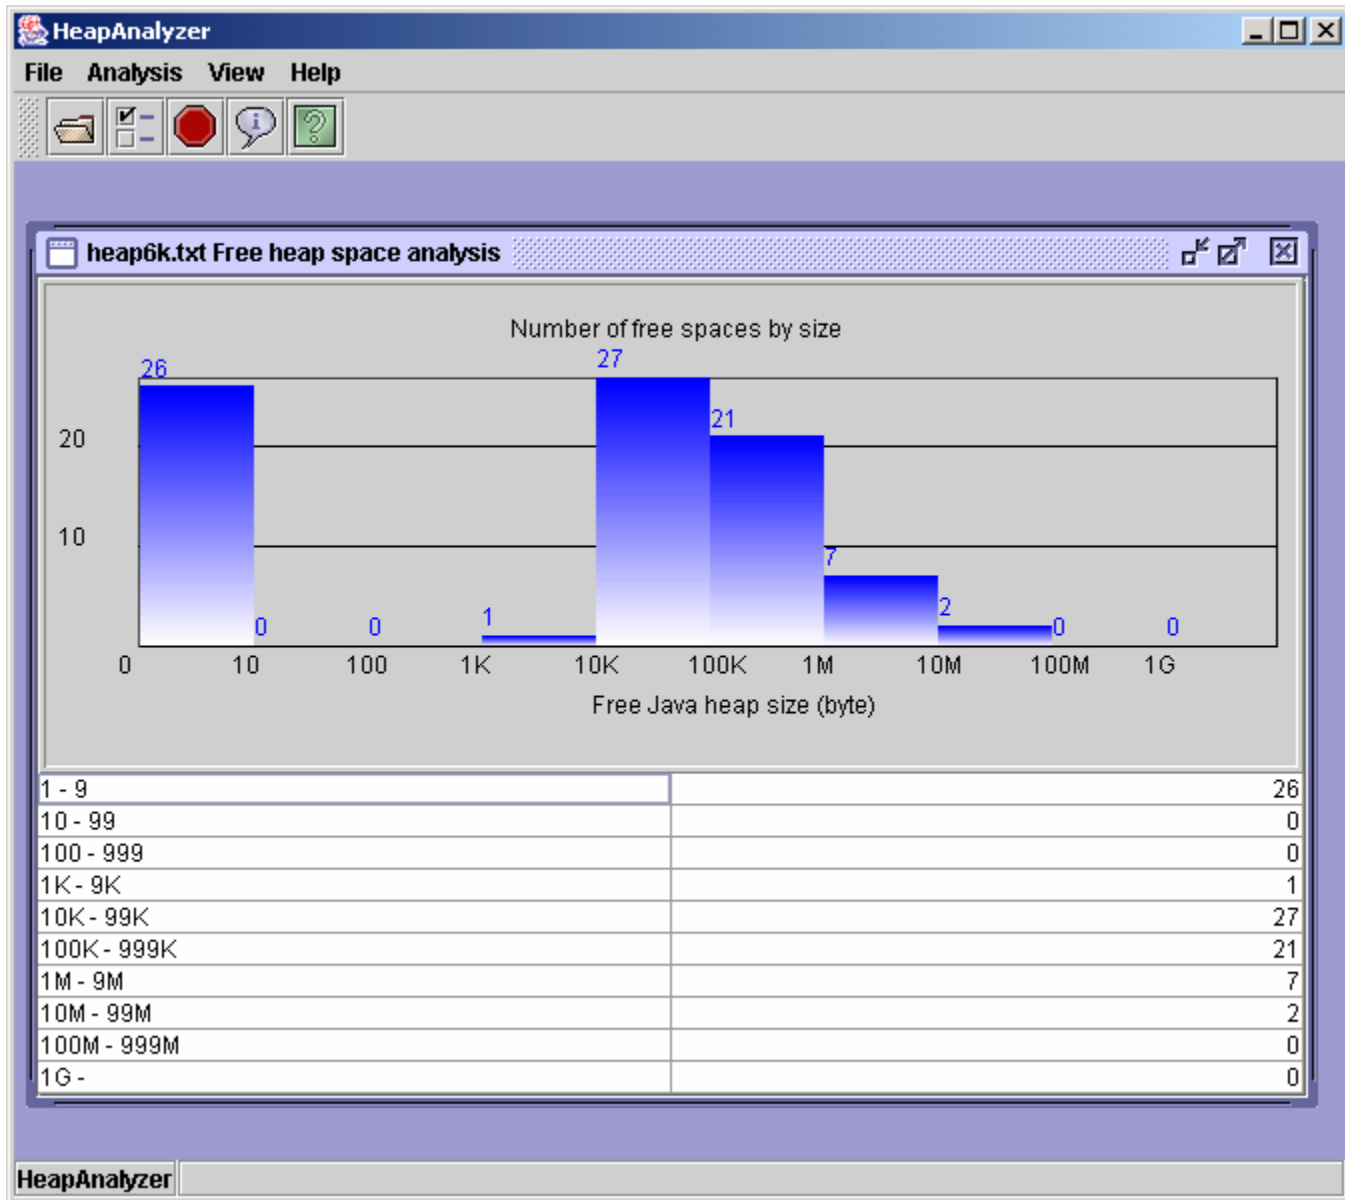 HeapAnalyzer
File Analysis View Help
heap6k.txt Free heap space analysis
Number of free spaces by size
26
27
21
20
10
7
2
1
0
0
0
0
0 10 100 1K 10K 100K 1M 10M 100M 1G
Free Java heap size (byte)
1 - 9 26
10 - 99 0
100 - 999 0
1K - 9K 1
10K - 99K 27
100K - 999K 21
1M - 9M 7
10M - 99M 2
100M - 999M 0
1G - 0
HeapAnalyzer